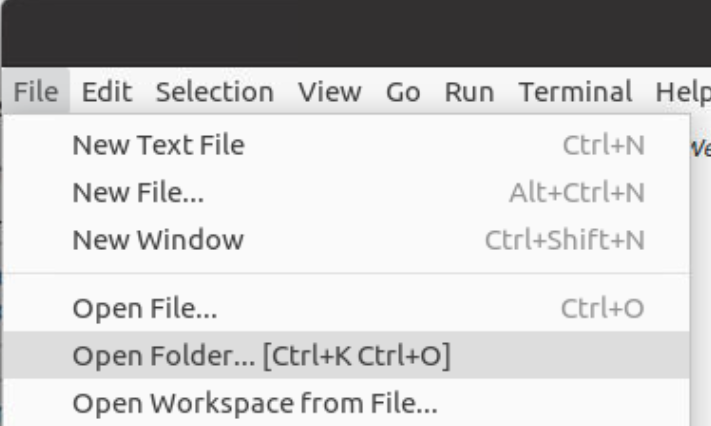 File Edit Selection View Go Run Terminal Help
New Text File Ctrl+N
New File... Alt+Ctrl+N
New Window Ctrl+Shift+N
Open File... Ctrl+O
Open Folder... [Ctrl+K Ctrl+O]
Open Workspace from File...